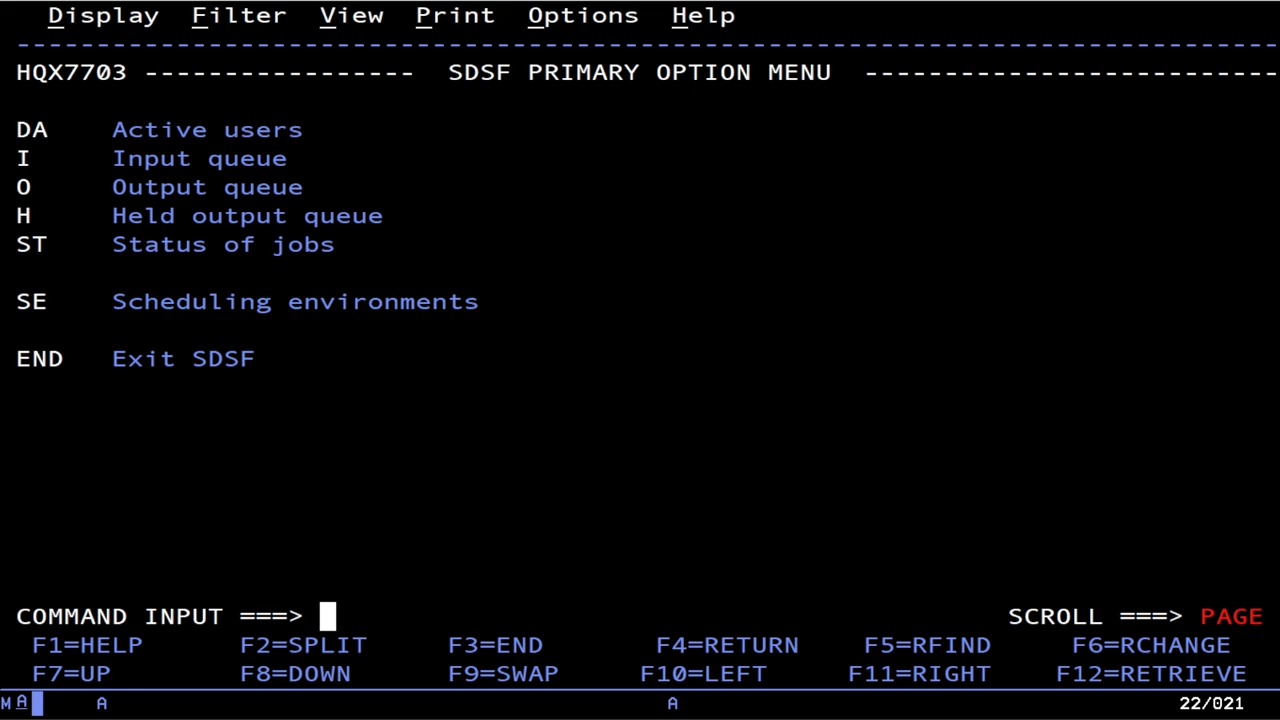 Display Filter View Print Options Help
HQX7703 ----------------- SDSF PRIMARY OPTION MENU --------------------------
DA Active users
I Input queue
O Output queue
H Held output queue
ST Status of jobs
SE Scheduling environments
END Exit SDSF
COMMAND INPUT ===> SCROLL ===> PAGE
F1=HELP F2=SPLIT F3=END F4=RETURN F5=RFIND F6=RCHANGE
F7=UP F8=DOWN F9=SWAP F10=LEFT F11=RIGHT F12=RETRIEVE
M A A A 22/021